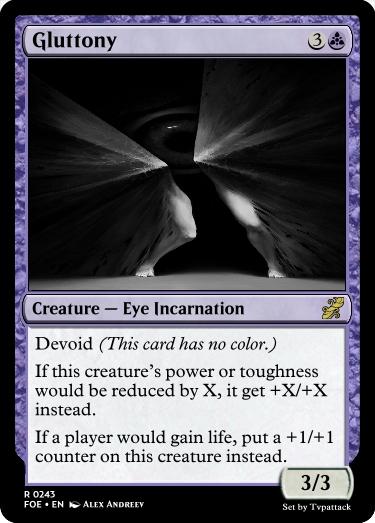 Gluttony
3
Creature — Eye Incarnation
Devoid (This card has no color.)
If this creature's power or toughness
would be reduced by X, it get +X/+X
instead.
If a player would gain life, put a +1/+1
counter on this creature instead.
3/3
R 0243
FOE • EN Alex Andreev
Set by Tvpattack